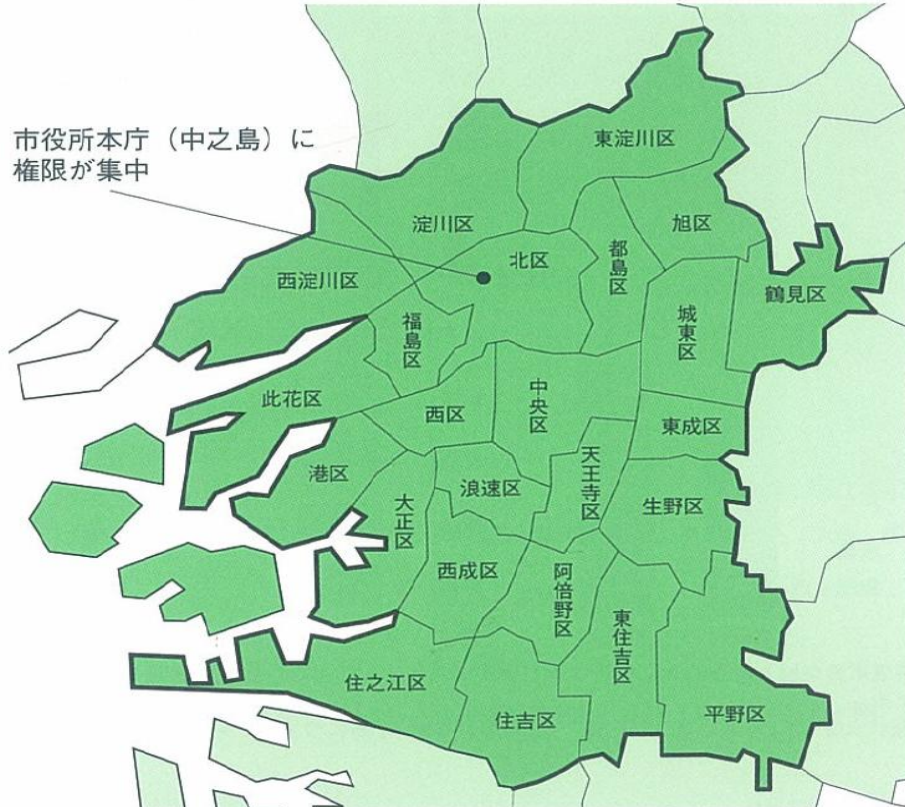 市役所本庁（中之島）に
権限が集中
東淀川区
淀川区
旭区
北区
都島区
西淀川区
鶴見区
福島区
城東区
此花区
西区
中央区
東成区
港区
浪速区
天王寺区
大正区
生野区
西成区
阿倍野区
東住吉区
住之江区
住吉区
平野区